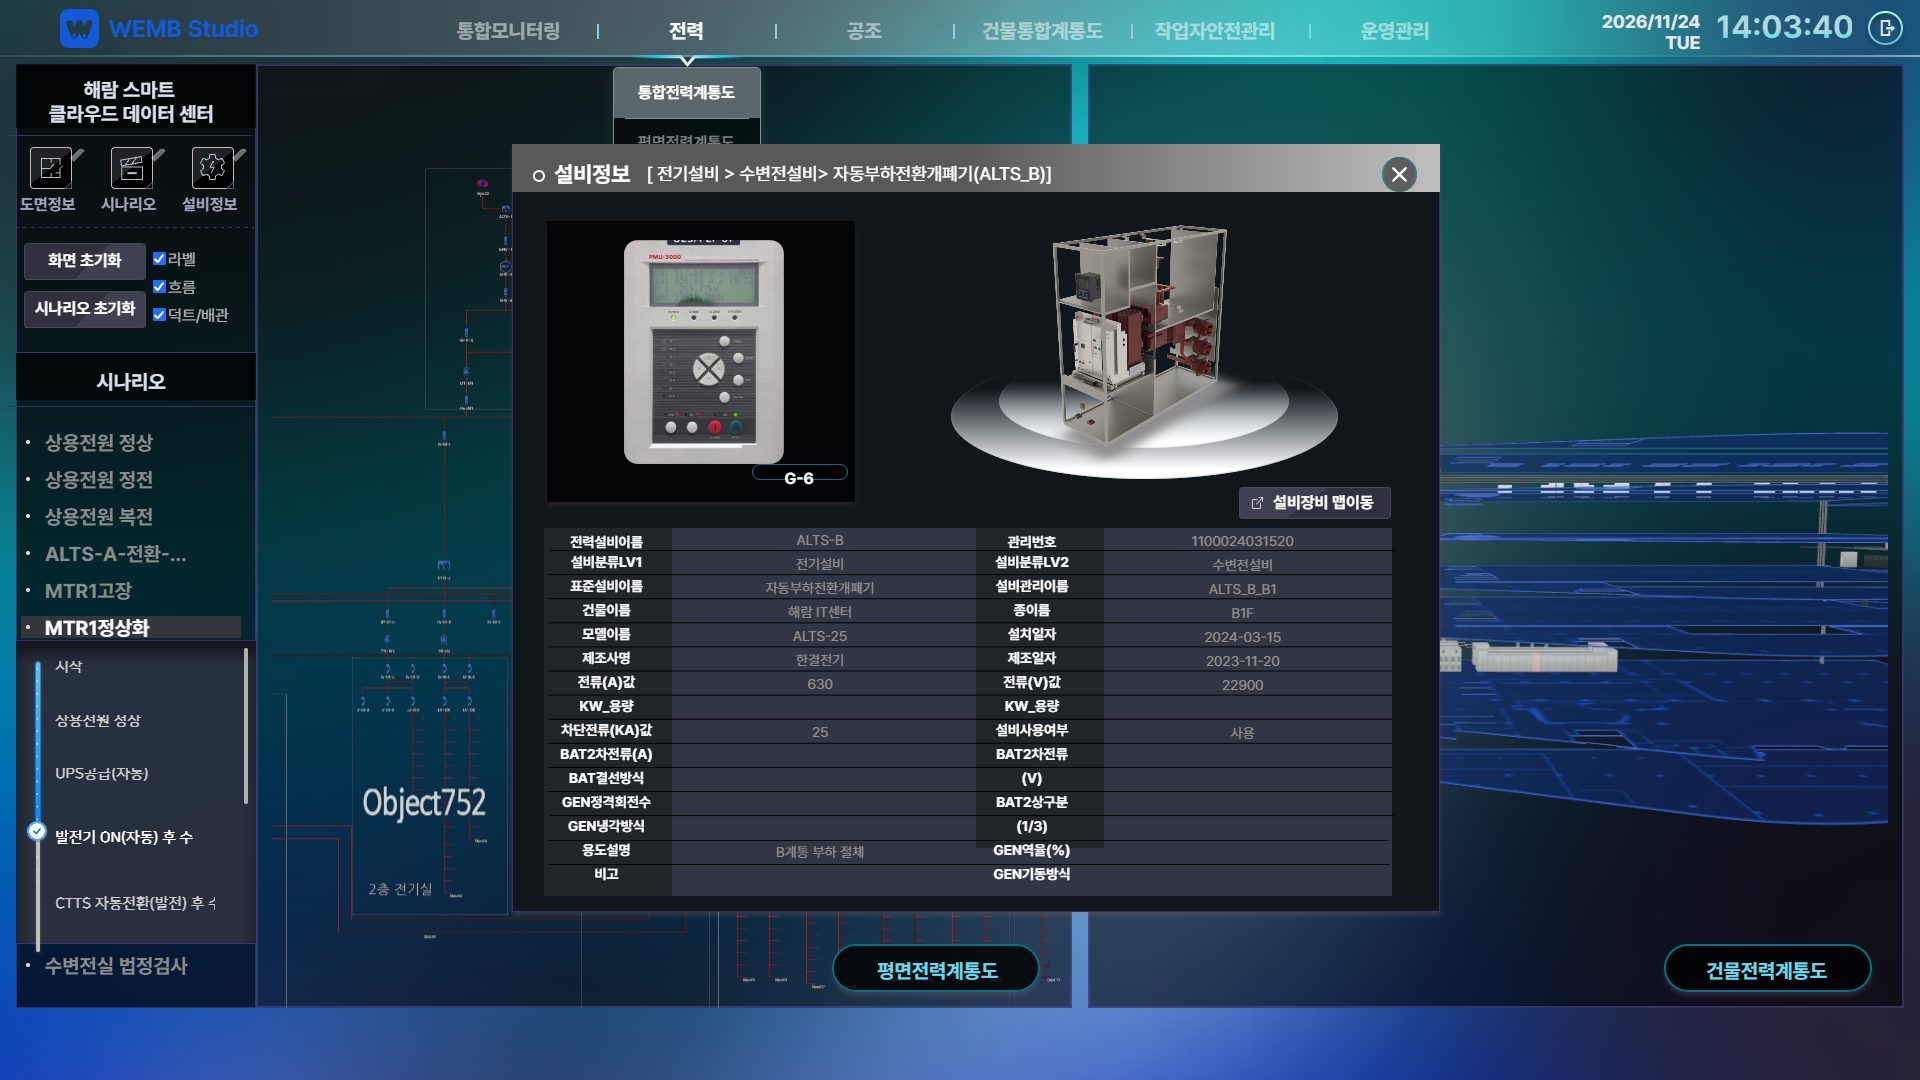 WEMB Studio
통합모니터링
전력
공조
건물통합계통도
작업자안전관리
운영관리
2026/11/24
TUE
14:03:40
해람 스마트
클라우드 데이터 센터
통합전력계통도
평면전력계통도
도면정보
시나리오
설비정보
화면 초기화
시나리오 초기화
라벨
흐름
덕트/배관
시나리오
상용전원 정상
상용전원 정전
상용전원 복전
ALTS-A-전환-...
MTR1고장
MTR1정상화
시작
상용전원 정상
UPS공급(자동)
발전기 ON(자동) 후 수
CTTS 자동전환(발전) 후 수
수변전실 법정검사
Object752
2층 전기실
설비정보
[ 전기설비 > 수변전설비> 자동부하전환개폐기(ALTS_B)]
PMU-3000
G-6
설비장비 맵이동
전력설비이름 ALTS-B 관리번호 1100024031520
설비분류LV1 전기설비 설비분류LV2 수변전설비
표준설비이름 자동부하전환개폐기 설비관리이름 ALTS_B_B1
건물이름 해람 IT센터 층이름 B1F
모델이름 ALTS-25 설치일자 2024-03-15
제조사명 한결전기 제조일자 2023-11-20
전류(A)값 630 전류(V)값 22900
KW_용량 KW_용량
차단전류(KA)값 25 설비사용여부 사용
BAT2차전류(A) BAT2차전류
BAT결선방식 (V)
GEN정격회전수 BAT2상구분
GEN냉각방식 (1/3)
용도설명 B계통 부하 절체 GEN역율(%)
비고 GEN기동방식
평면전력계통도
건물전력계통도